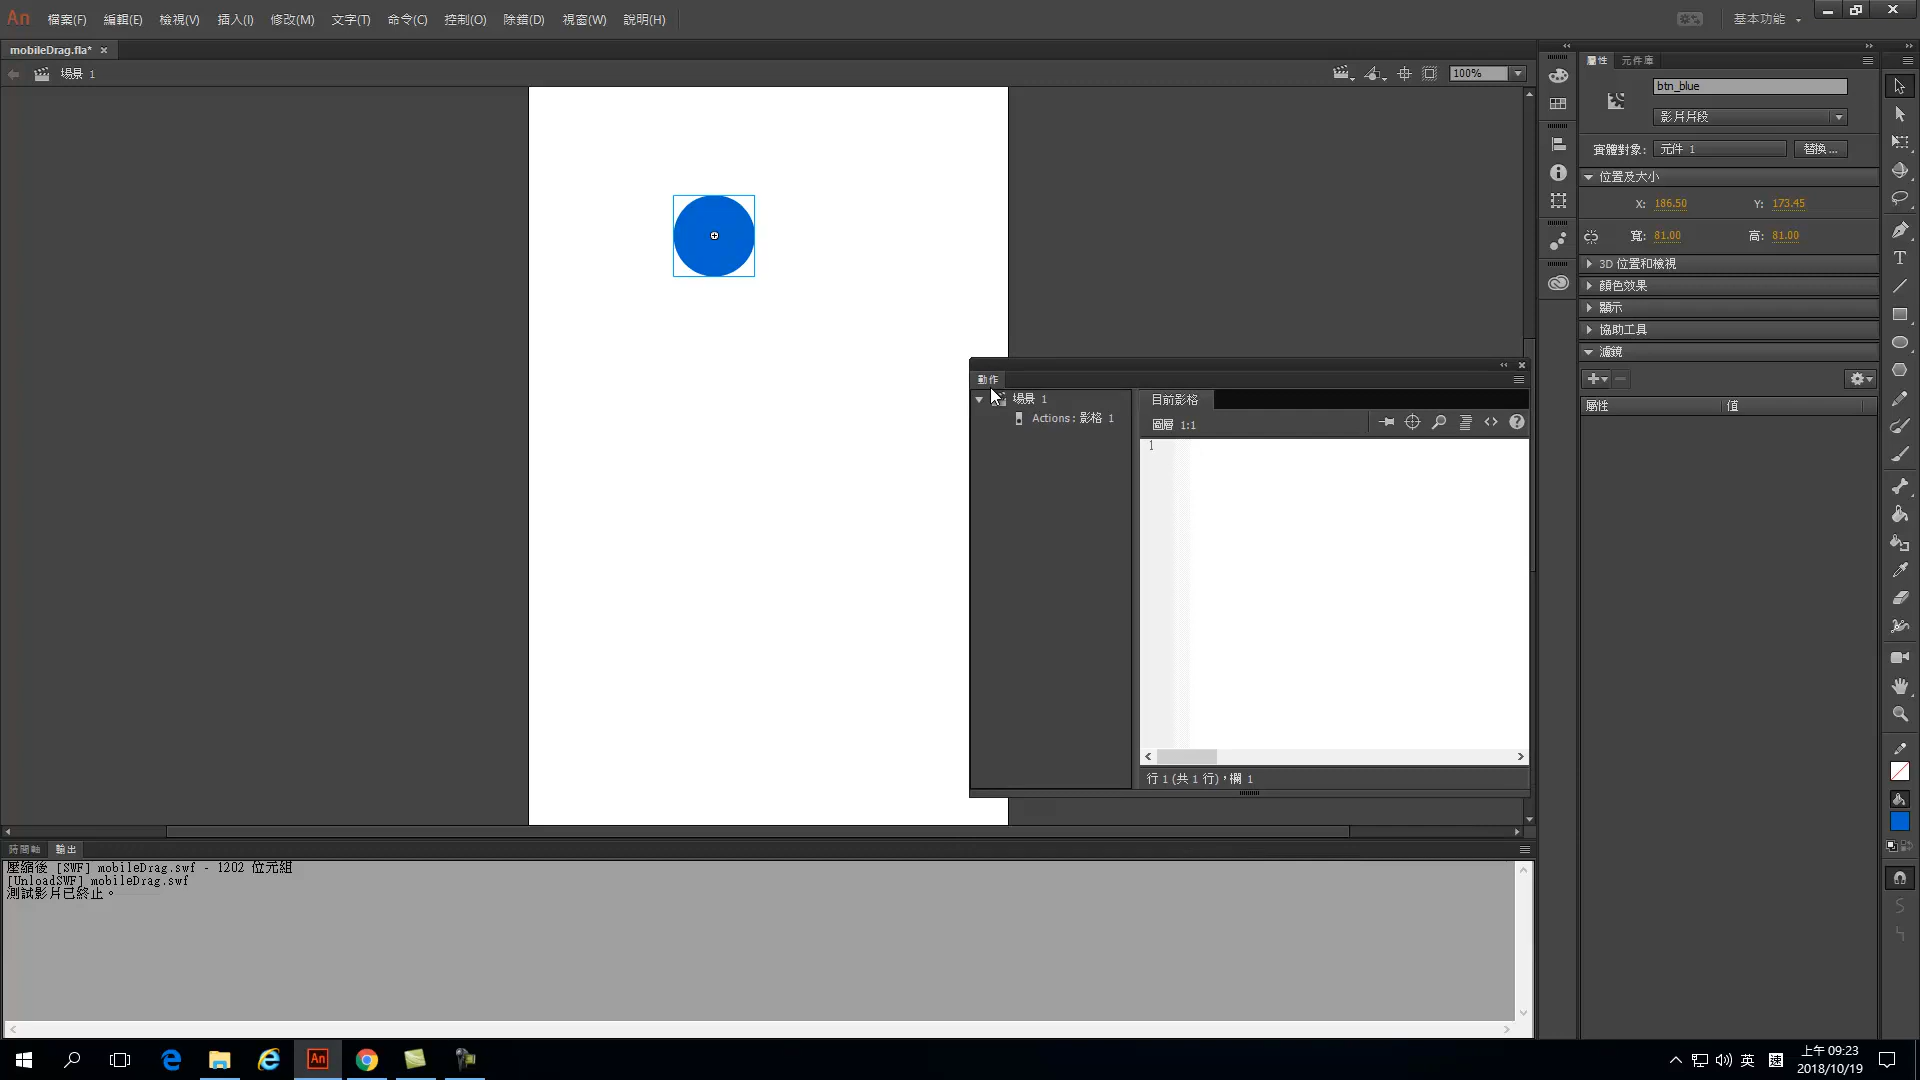 An 檔案(F) 編輯(E) 檢視(V) 插入(I) 修改(M) 文字(T) 命令(C) 控制(O) 除錯(D) 視窗(W) 說明(H) 基本功能
mobileDrag.fla* ×
場景 1 100%
屬性 元件庫
btn_blue
影片片段
實體對象: 元件 1 替換...
位置及大小
X: 186.50 Y: 173.45
寬: 81.00 高: 81.00
3D 位置和檢視
顏色效果
顯示
協助工具
濾鏡
屬性 值
動作
場景 1
Actions : 影格 1
目前影格
圖層 1:1
1
行 1 (共 1 行),欄 1
時間軸 輸出
壓縮後 [SWF] mobileDrag.swf - 1202 位元組
[UnloadSWF] mobileDrag.swf
測試影片已終止。
An
英 速
上午 09:23
2018/10/19